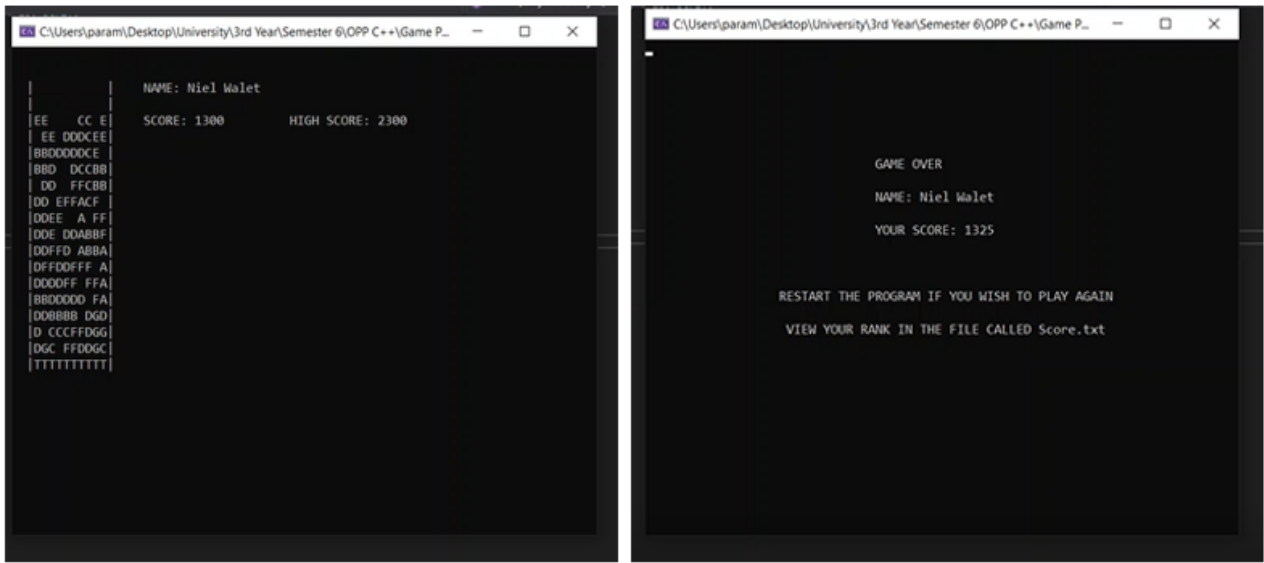 C:\Users\param\Desktop\University\3rd Year\Semester 6\OPP C++\Game P...
|          |    NAME: Niel Walet
|          |
|EE    CC E|    SCORE: 1300        HIGH SCORE: 2300
| EE DDDCEE|
|BBDDDDDCE |
|BBD  DCCBB|
| DD  FFCBB|
|DD EFFACF |
|DDEE  A FF|
|DDE DDABBF|
|DDFFD ABBA|
|DFFDDFFF A|
|DDDDFF FFA|
|BBDDDDD FA|
|DDBBBB DGD|
|D CCCFFDGG|
|DGC FFDDGC|
|TTTTTTTTTT|
C:\Users\param\Desktop\University\3rd Year\Semester 6\OPP C++\Game P...
GAME OVER
NAME: Niel Walet
YOUR SCORE: 1325
RESTART THE PROGRAM IF YOU WISH TO PLAY AGAIN
VIEW YOUR RANK IN THE FILE CALLED Score.txt